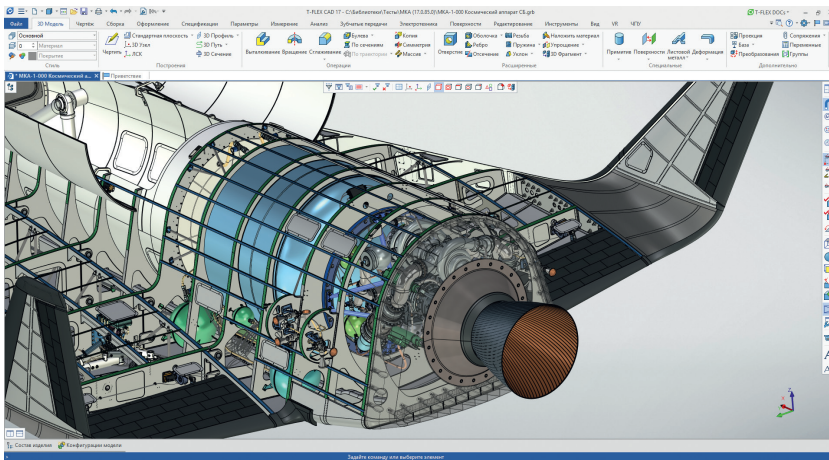 T-FLEX CAD 17 - C:\Библиотеки\Тесты\МКА (17.0.85.0)\МКА-1-000 Космический аппарат СБ.grb
T-FLEX DOCs
Файл 3D Модель Чертёж Сборка Оформление Спецификации Параметры Измерение Анализ Зубчатые передачи Электротехника Поверхности Редактирование Инструменты Вид VR ЧПУ
Основной
0 Материал
Покрытие
Стиль
Чертить
Стандартная плоскость
3D Узел
ЛСК
3D Профиль
3D Путь
3D Сечение
Построения
Выталкивание Вращение Сглаживание
Булева
По сечениям
По траектории
Копия
Симметрия
Массив
Операции
Отверстие
Оболочка
Ребро
Отсечение
Резьба
Пружина
Уклон
Наложить материал
Упрощение
3D Фрагмент
Расширенные
Примитив Поверхности Листовой металл Деформация
Специальные
Проекция
База
Преобразования
Сопряжение
Переменные
Группы
Дополнительно
* МКА-1-000 Космический а... Приветствие
Z
X
Состав изделия Конфигурации модели
Задайте команду или выберите элемент